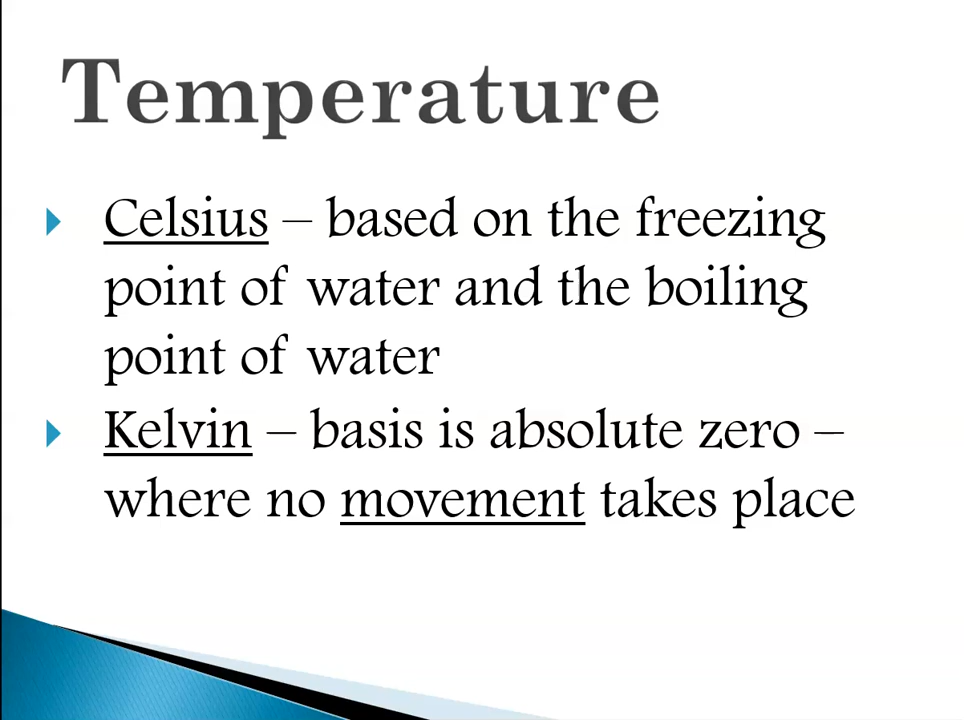 Temperature
Celsius – based on the freezing
point of water and the boiling
point of water
Kelvin – basis is absolute zero –
where no movement takes place